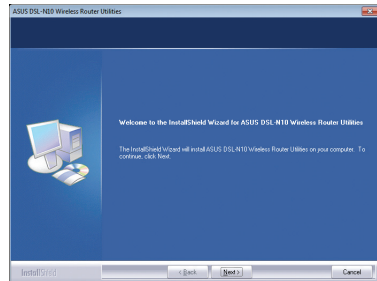 ASUS DSL-N10 Wireless Router Utilities
Welcome to the InstallShield Wizard for ASUS DSL-N10 Wireless Router Utilities
The InstallShield Wizard will install ASUS DSL-N10 Wireless Router Utilities on your computer. To
continue, click Next.
InstallShield
< Back
Next >
Cancel